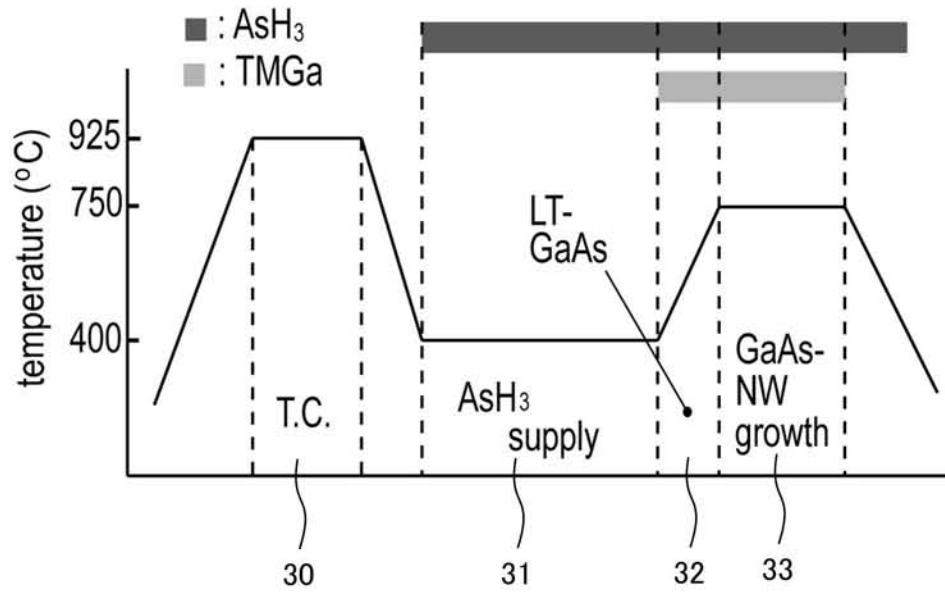 : AsH3
: TMGa
temperature (°C)
925
750
400
LT-
GaAs
T.C.
AsH3
supply
GaAs-
NW
growth
30
31
32
33